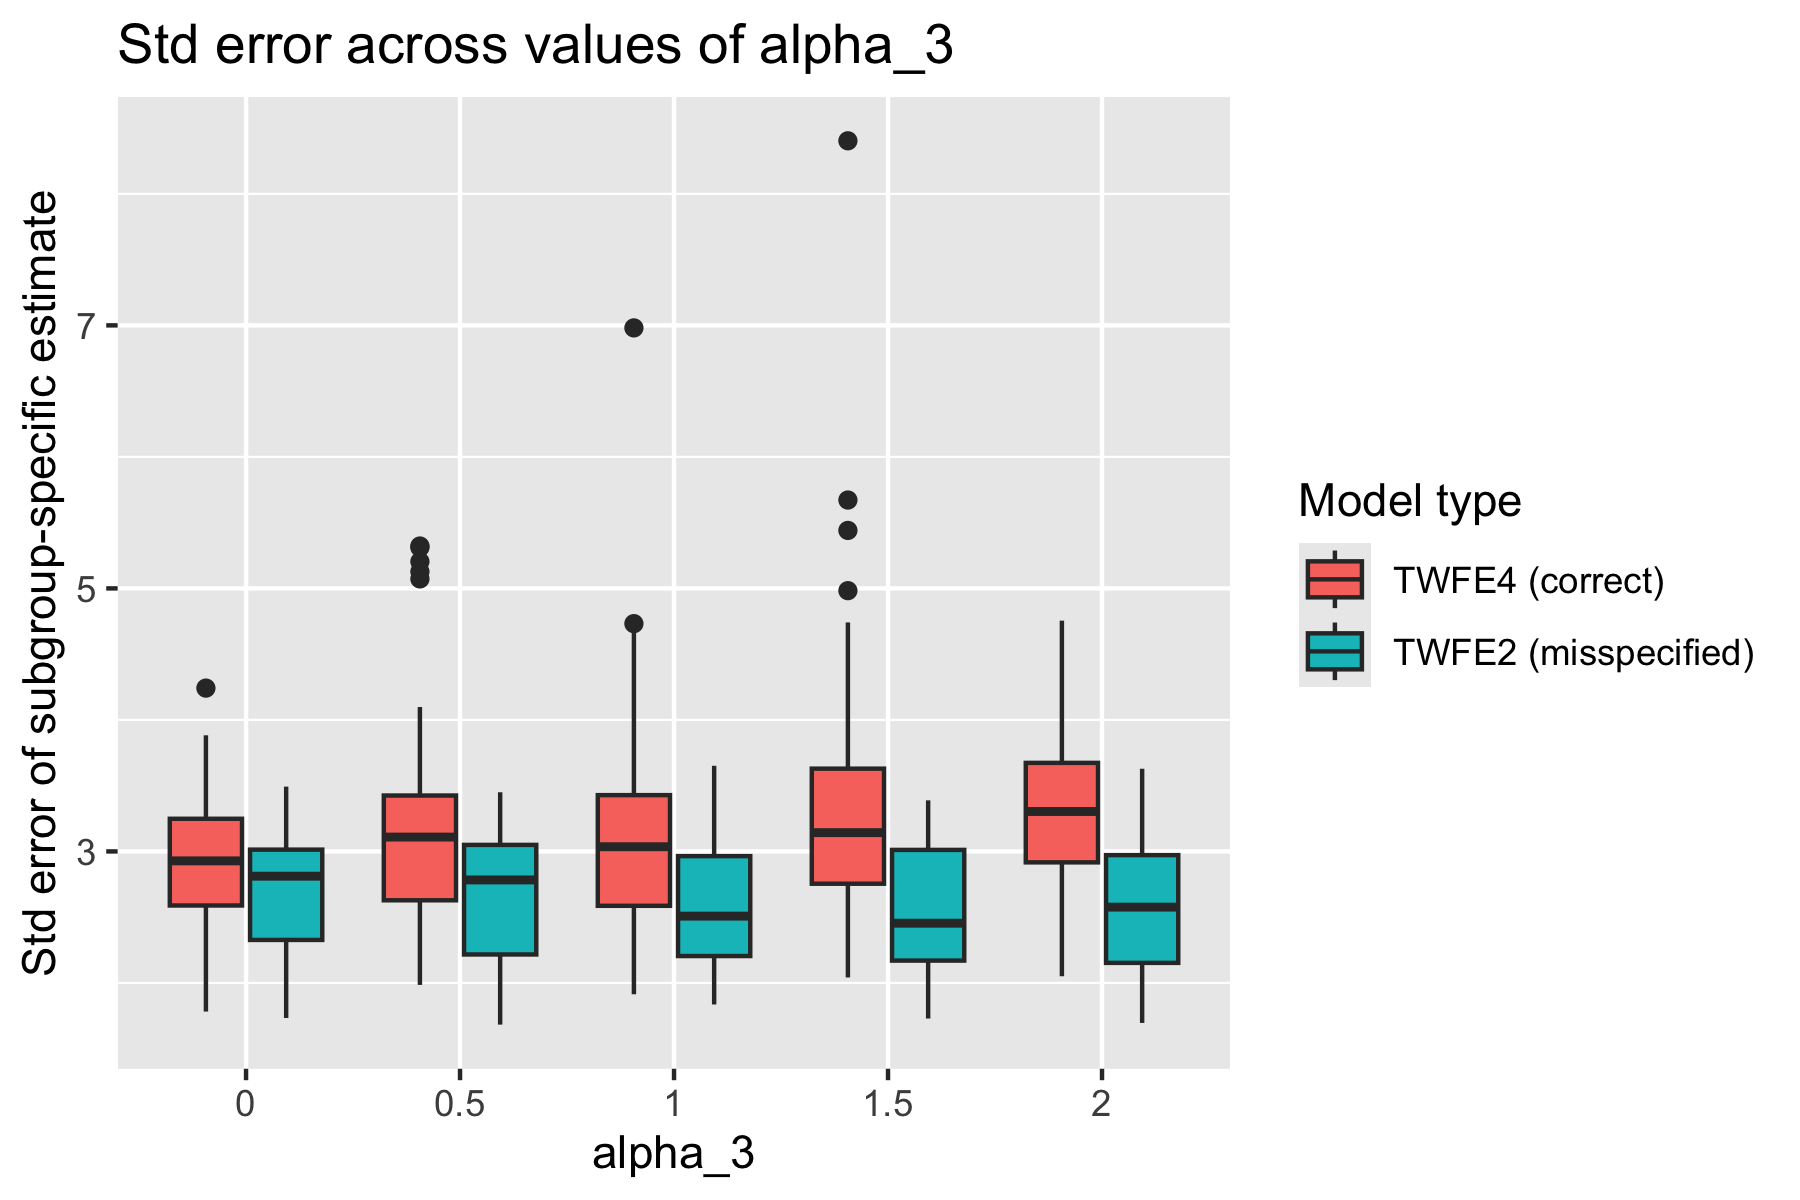 Std error across values of alpha_3
Std error of subgroup-specific estimate
7
5
3
0 0.5 1 1.5 2
alpha_3
Model type
TWFE4 (correct)
TWFE2 (misspecified)